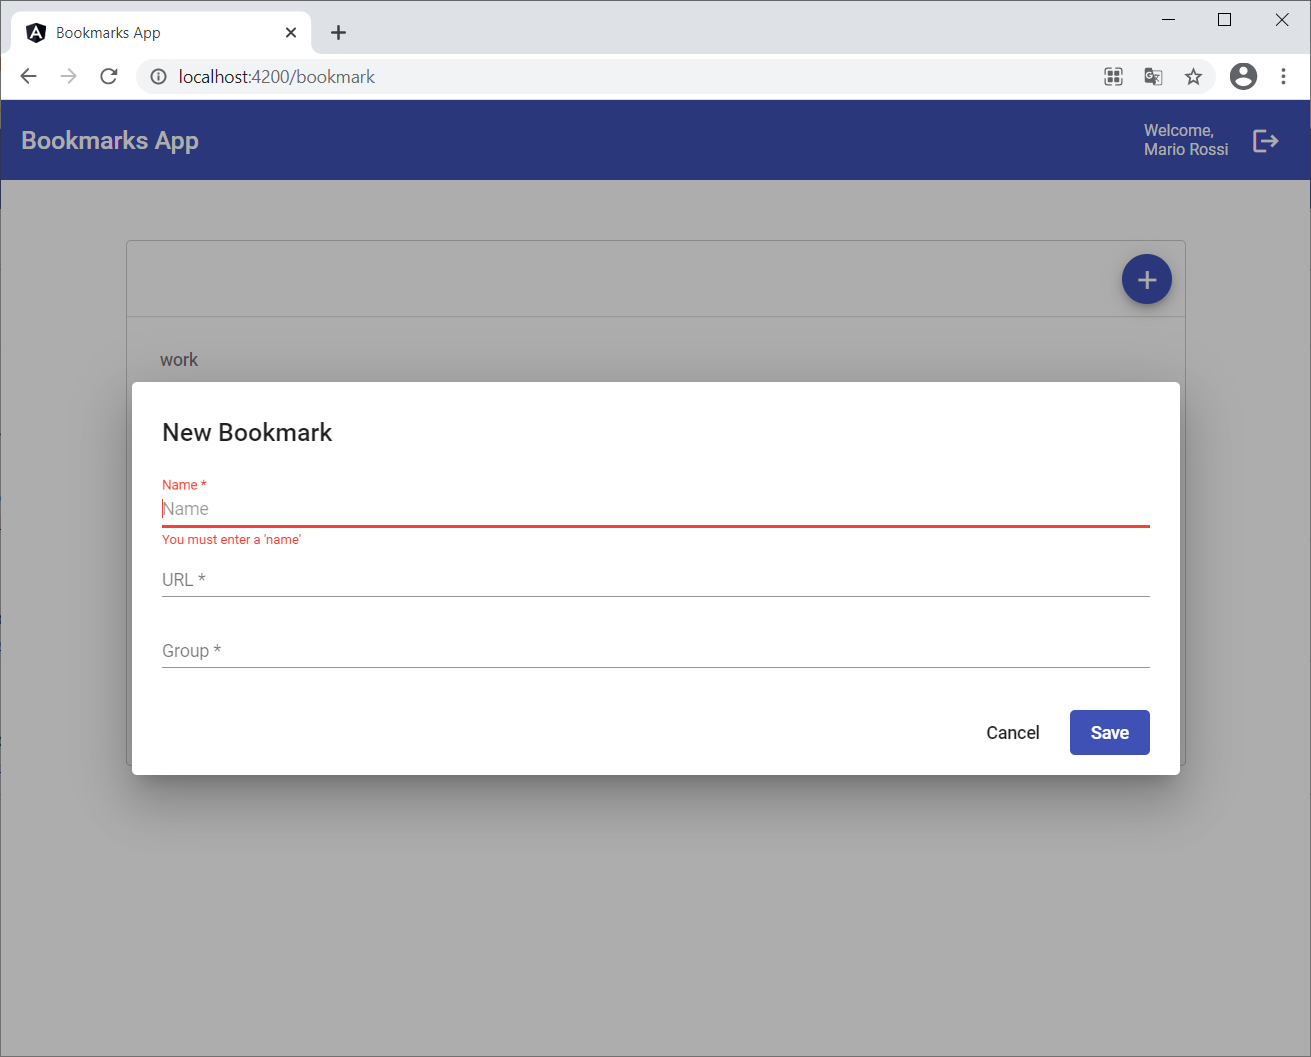 Bookmarks App
localhost:4200/bookmark
Bookmarks App
Welcome,
Mario Rossi
work
New Bookmark
Name *
Name
You must enter a 'name'
URL *
Group *
Cancel
Save